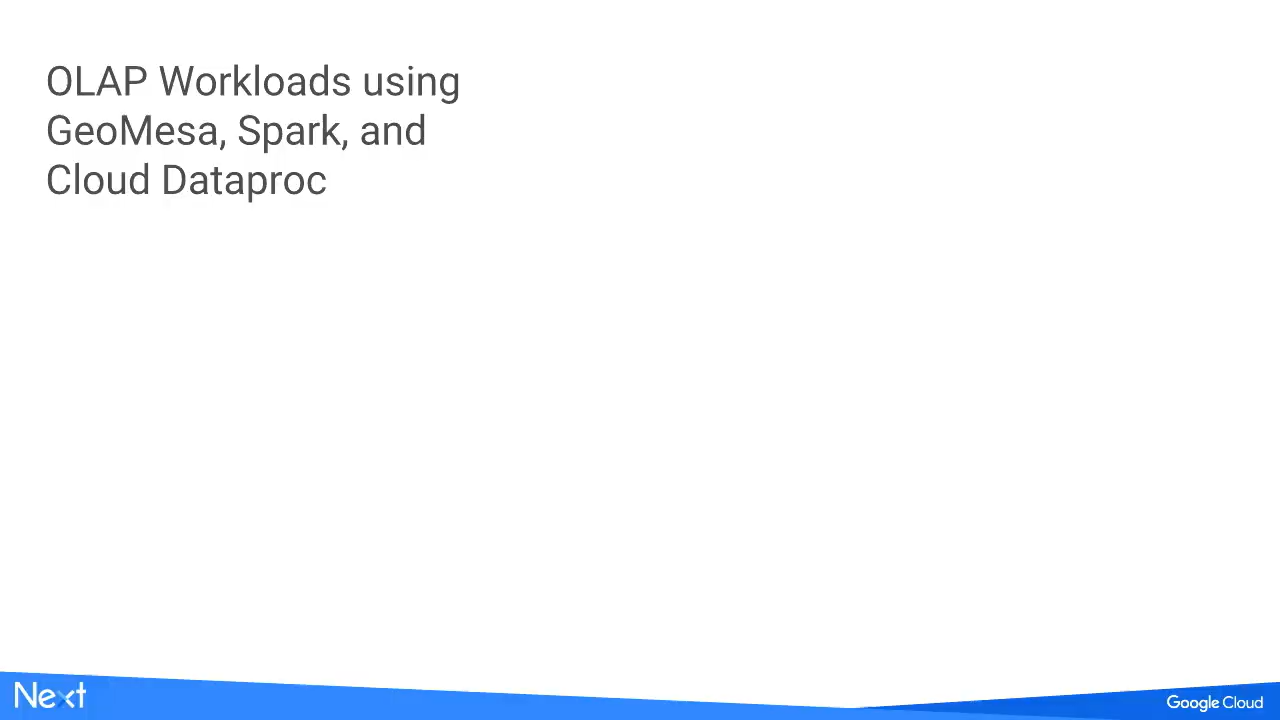 OLAP Workloads using
GeoMesa, Spark, and
Cloud Dataproc
Next
Google Cloud